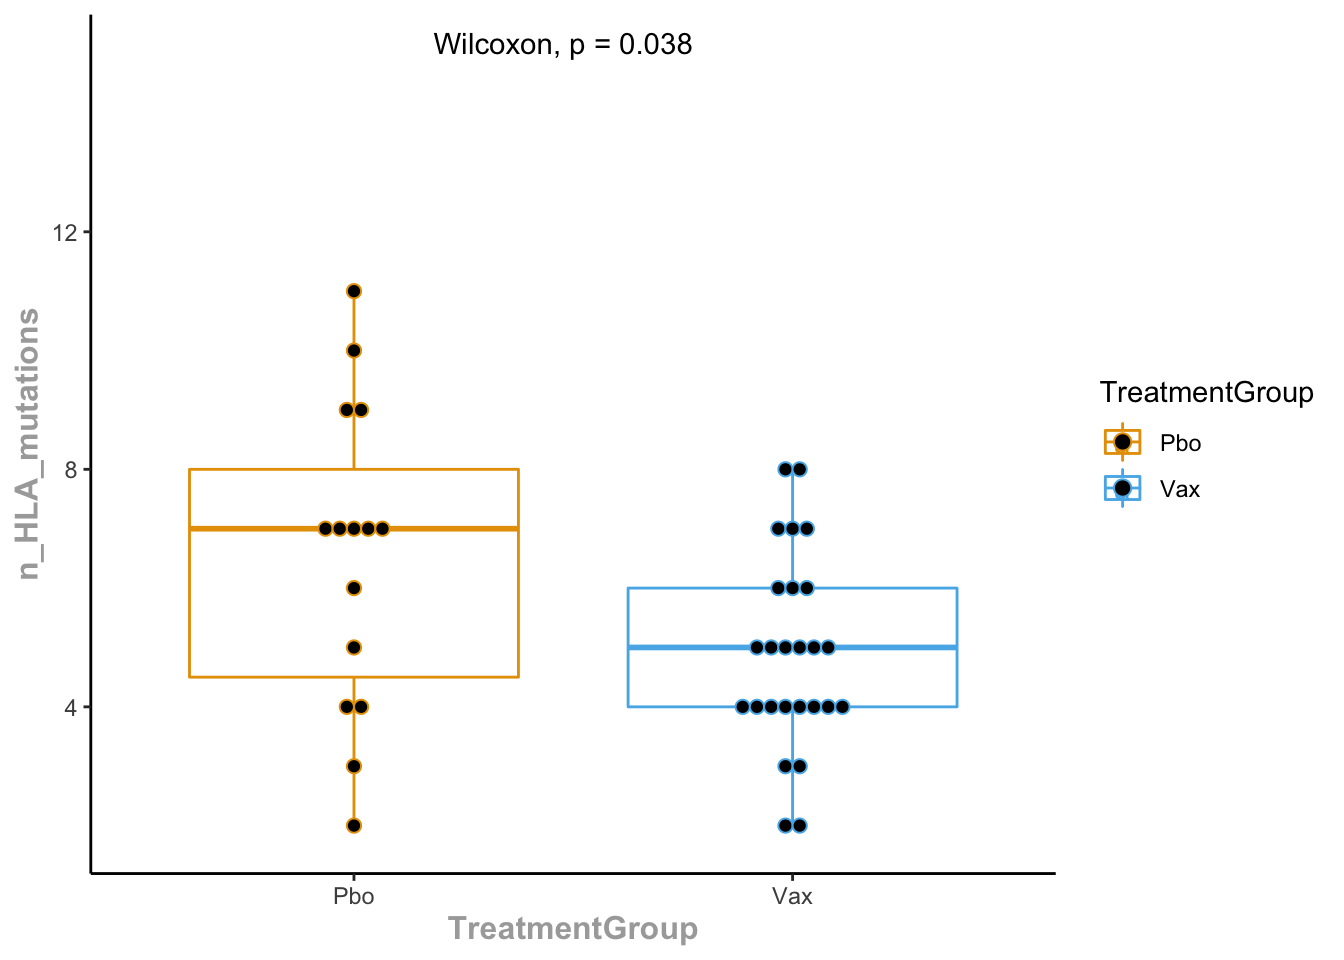 Wilcoxon, p = 0.038
n_HLA_mutations
12
8
4
Pbo
Vax
TreatmentGroup
TreatmentGroup
Pbo
Vax